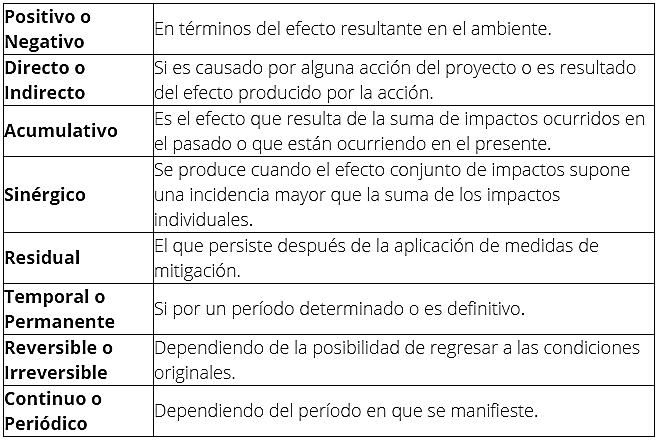 Positivo o
Negativo
En términos del efecto resultante en el ambiente.
Directo o
Indirecto
Si es causado por alguna acción del proyecto o es resultado
del efecto producido por la acción.
Acumulativo
Es el efecto que resulta de la suma de impactos ocurridos en
el pasado o que están ocurriendo en el presente.
Sinérgico
Se produce cuando el efecto conjunto de impactos supone
una incidencia mayor que la suma de los impactos
individuales.
Residual
El que persiste después de la aplicación de medidas de
mitigación.
Temporal o
Permanente
Si por un período determinado o es definitivo.
Reversible o
Irreversible
Dependiendo de la posibilidad de regresar a las condiciones
originales.
Continuo o
Periódico
Dependiendo del período en que se manifieste.